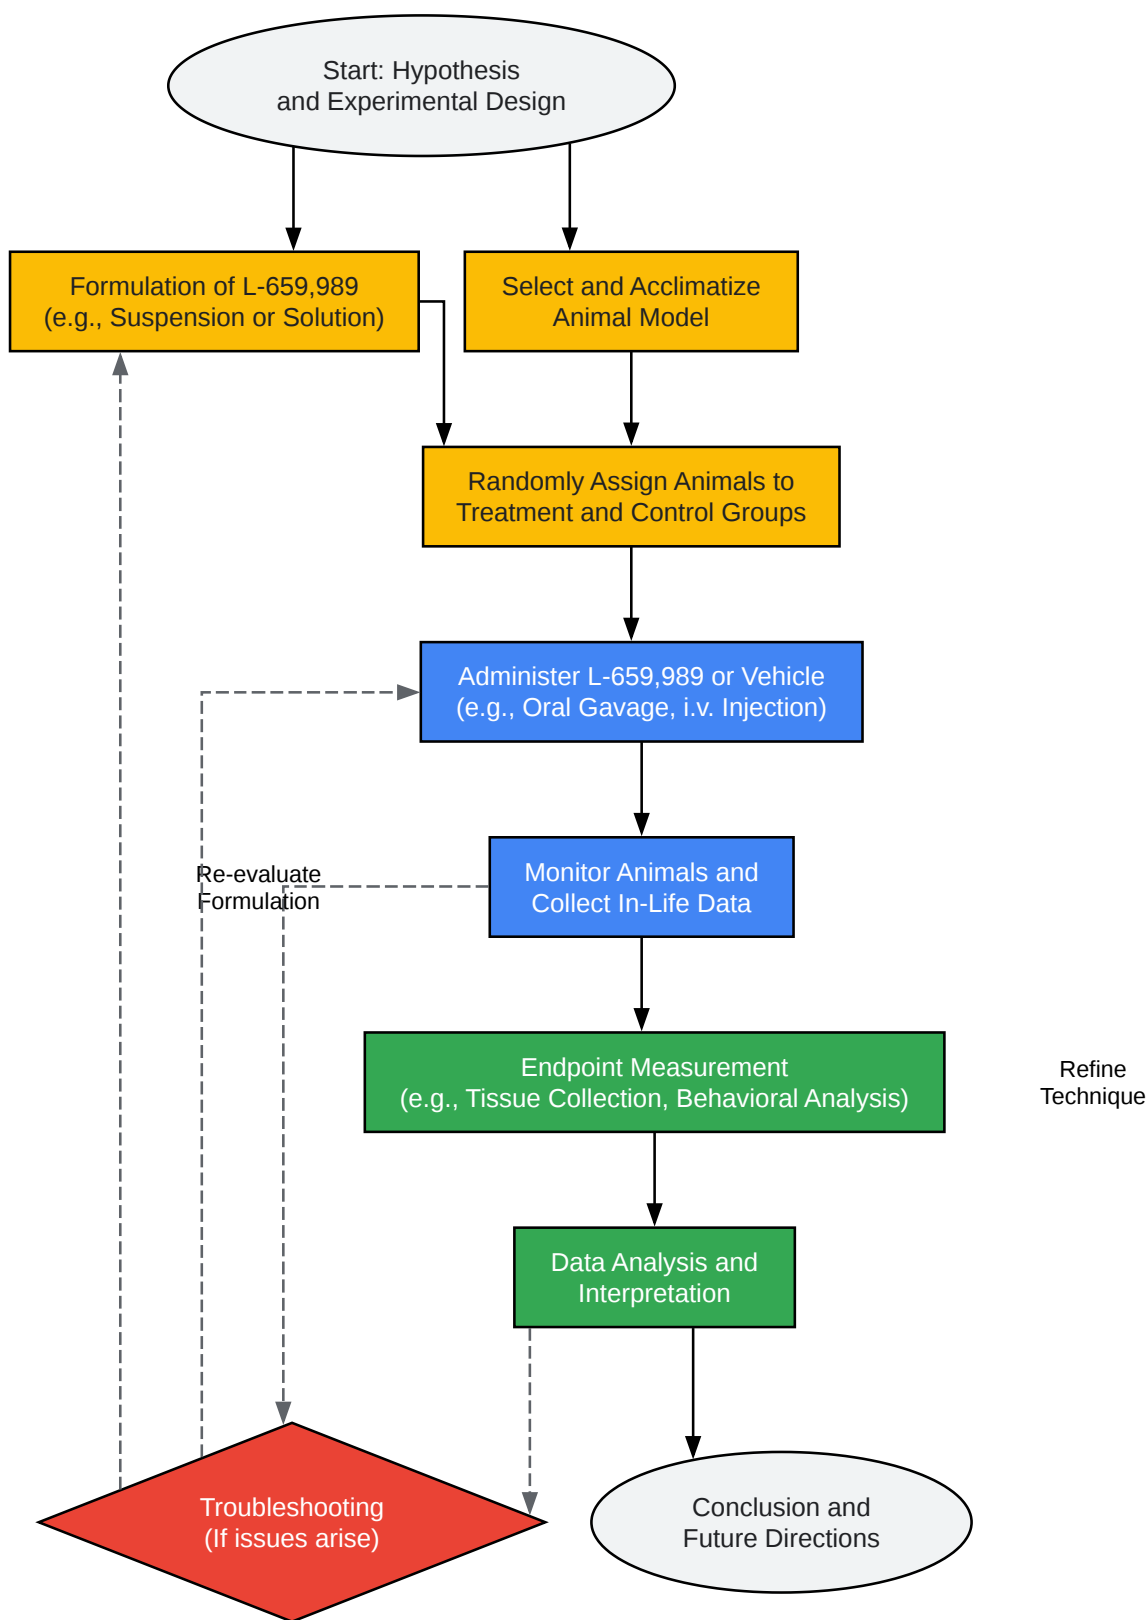 Start: Hypothesis
and Experimental Design
Formulation of L-659,989
(e.g., Suspension or Solution)
Select and Acclimatize
Animal Model
Randomly Assign Animals to
Treatment and Control Groups
Administer L-659,989 or Vehicle
(e.g., Oral Gavage, i.v. Injection)
Re-evaluate
Formulation
Monitor Animals and
Collect In-Life Data
Endpoint Measurement
(e.g., Tissue Collection, Behavioral Analysis)
Refine
Technique
Data Analysis and
Interpretation
Troubleshooting
(If issues arise)
Conclusion and
Future Directions